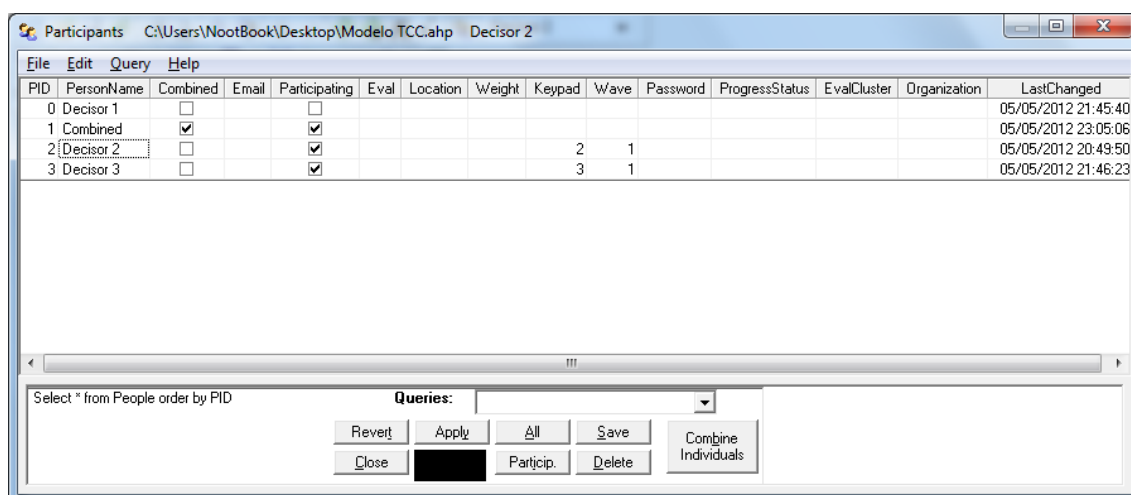 Participants C:\Users\NootBook\Desktop\Modelo TCC.ahp Decisor 2
File Edit Query Help
PID PersonName Combined Email Participating Eval Location Weight Keypad Wave Password ProgressStatus EvalCluster Organization LastChanged
0 Decisor 1 05/05/2012 21:45:40
1 Combined 05/05/2012 23:05:06
2 Decisor 2 2 1 05/05/2012 20:49:50
3 Decisor 3 3 1 05/05/2012 21:46:23
Select * from People order by PID Queries:
Revert Apply All Save Combine Individuals
Close Particip. Delete